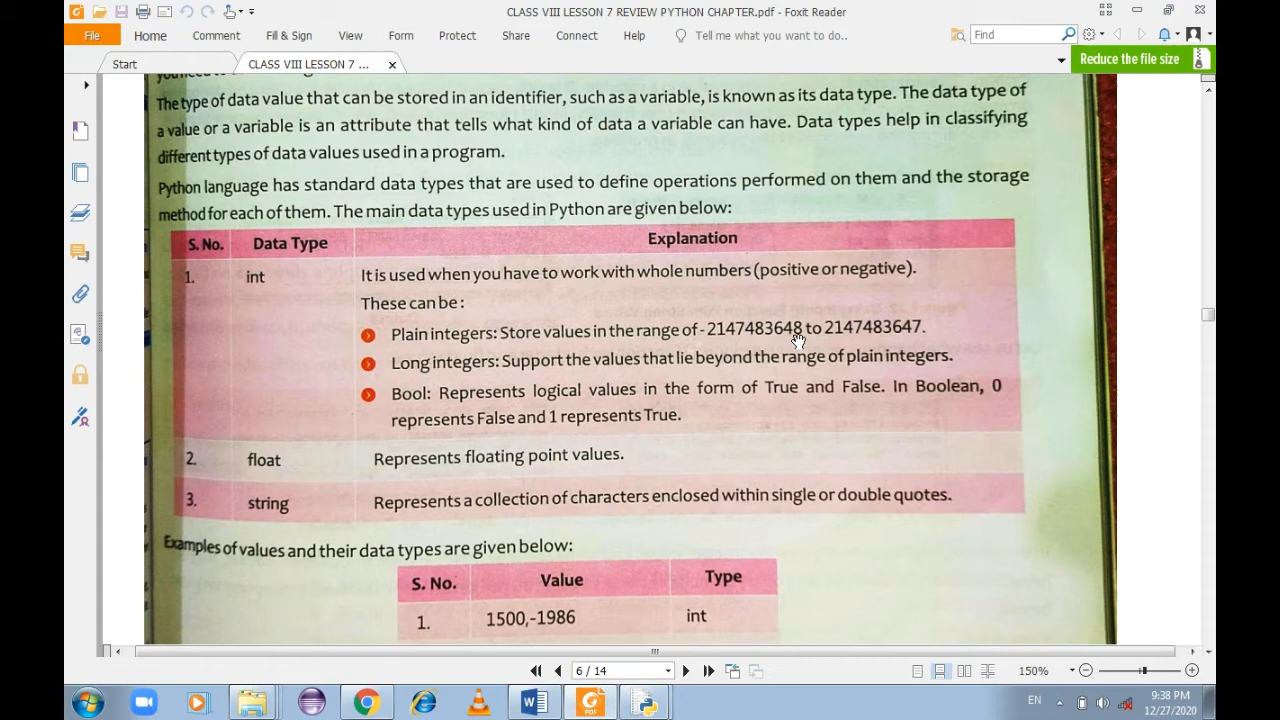 CLASS VIII LESSON 7 REVIEW PYTHON CHAPTER.pdf - Foxit Reader
File Home Comment Fill & Sign View Form Protect Share Connect Help Tell me what you want to do.. Find
Start CLASS VIII LESSON 7 ... Reduce the file size
The type of data value that can be stored in an identifier, such as a variable, is known as its data type. The data type of
a value or a variable is an attribute that tells what kind of data a variable can have. Data types help in classifying
different types of data values used in a program.
Python language has standard data types that are used to define operations performed on them and the storage
method for each of them. The main data types used in Python are given below:
S. No. Data Type Explanation
1. int It is used when you have to work with whole numbers (positive or negative).
These can be :
Plain integers: Store values in the range of - 2147483648 to 2147483647.
Long integers: Support the values that lie beyond the range of plain integers.
Bool: Represents logical values in the form of True and False. In Boolean, 0
represents False and 1 represents True.
2. float Represents floating point values.
3. string Represents a collection of characters enclosed within single or double quotes.
Examples of values and their data types are given below:
S. No. Value Type
1. 1500,-1986 int
6 / 14 150%
EN 9:38 PM
12/27/2020